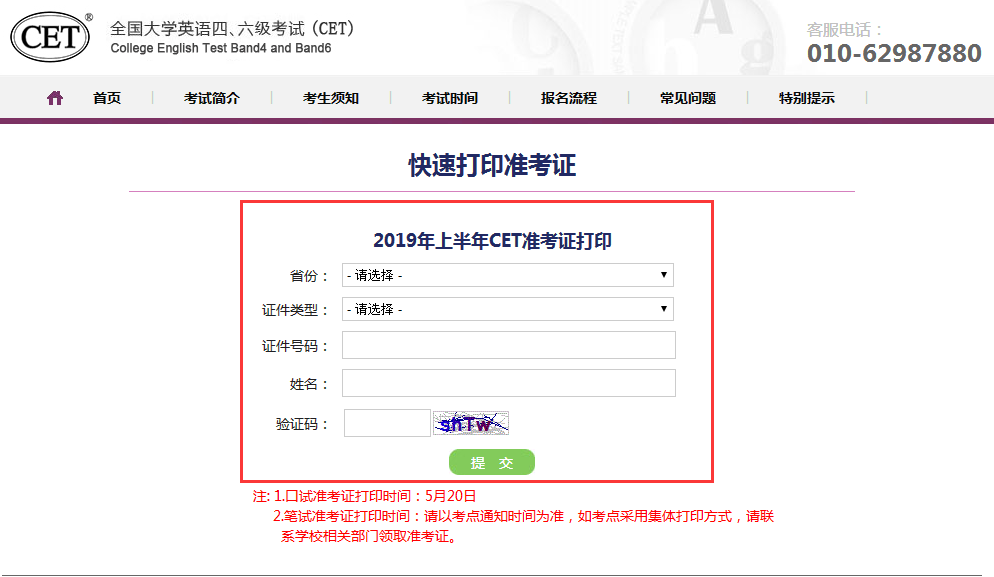 CET®
全国大学英语四、六级考试（CET）
College English Test Band4 and Band6
客服电话：
010-62987880
首页 考试简介 考生须知 考试时间 报名流程 常见问题 特别提示
快速打印准考证
2019年上半年CET准考证打印
省份： - 请选择 -
证件类型： - 请选择 -
证件号码：
姓名：
验证码： shTw
提 交
注: 1.口试准考证打印时间：5月20日
2.笔试准考证打印时间：请以考点通知时间为准，如考点采用集体打印方式，请联
系学校相关部门领取准考证。